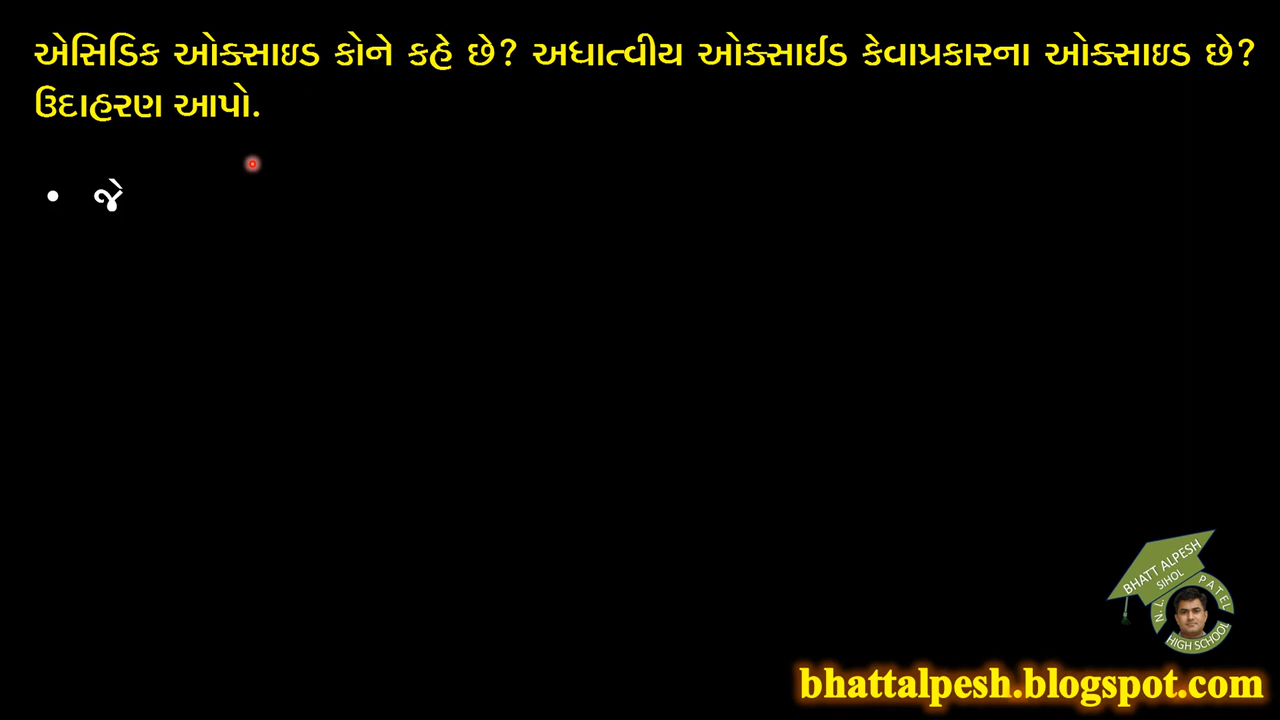 એસિડિક ઓક્સાઇડ કોને કહે છે? અધાત્વીય ઓક્સાઈડ કેવાપ્રકારના ઓક્સાઇડ છે?
ઉદાહરણ આપો.
• જે
BHATT ALPESH
SIHOL
N. L. PATEL
HIGH SCHOOL
bhattalpesh.blogspot.com